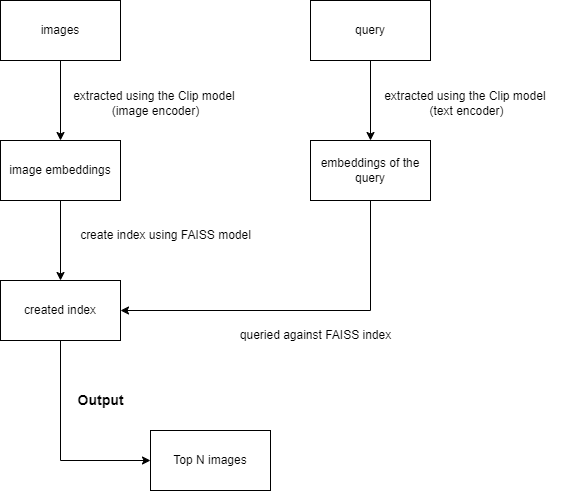 images
query
extracted using the Clip model
(image encoder)
extracted using the Clip model
(text encoder)
image embeddings
embeddings of the
query
create index using FAISS model
created index
queried against FAISS index
Output
Top N images